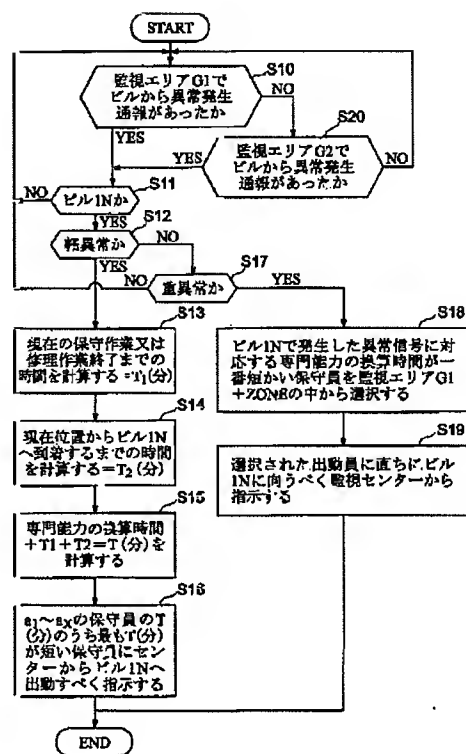 START
S10
監視エリアG1で
ビルから異常発生
通報があったか
NO
YES
S20
監視エリアG2で
ビルから異常発生
通報があったか
YES
NO
S11
ビル1Nか
NO
YES
S12
軽異常か
NO
YES
S17
重異常か
NO
YES
S13
現在の保守作業又は
修理作業終了までの
時間を計算する=T1(分)
S14
現在位置からビル1N
へ到着するまでの時間
を計算する=T2(分)
S15
専門能力の換算時間
+T1+T2=T(分)を
計算する
S16
a1~axの保守員のT
(分)のうち最もT(分)
が短い保守員にセン
ターからビル1Nへ
出動すべく指示する
S18
ビル1Nで発生した異常信号に
対応する専門能力の換算時間が
一番短かい保守員を監視エリアG1
+ZONEの中から選択する
S19
選択された出動員に直ちにビル
1Nに向うべく監視センターから
指示する
END